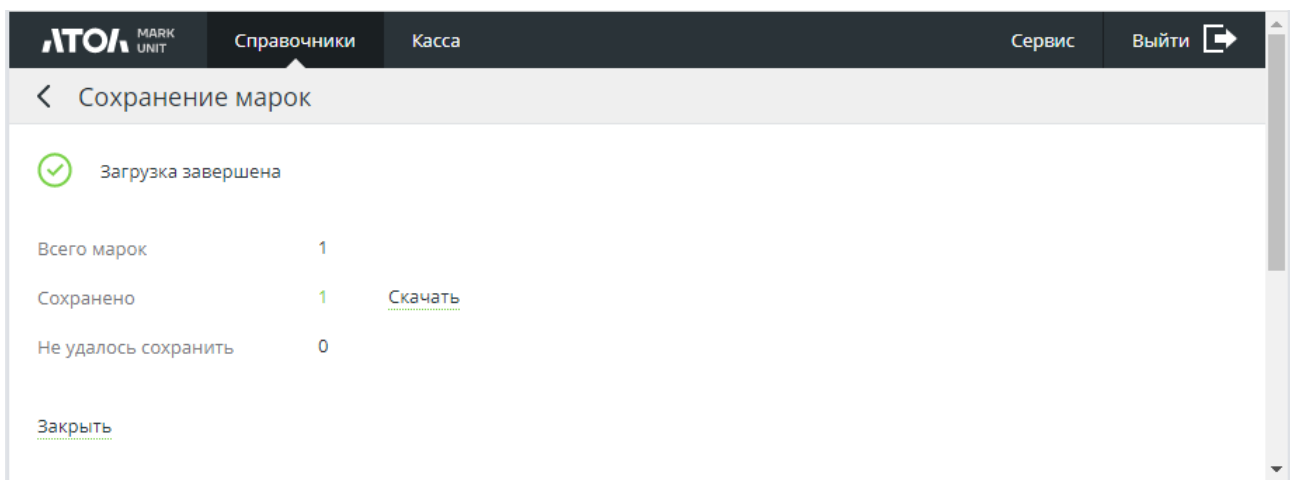 АТОЛ MARK UNIT Справочники Касса Сервис Выйти
Сохранение марок
Загрузка завершена
Всего марок 1
Сохранено 1 Скачать
Не удалось сохранить 0
Закрыть